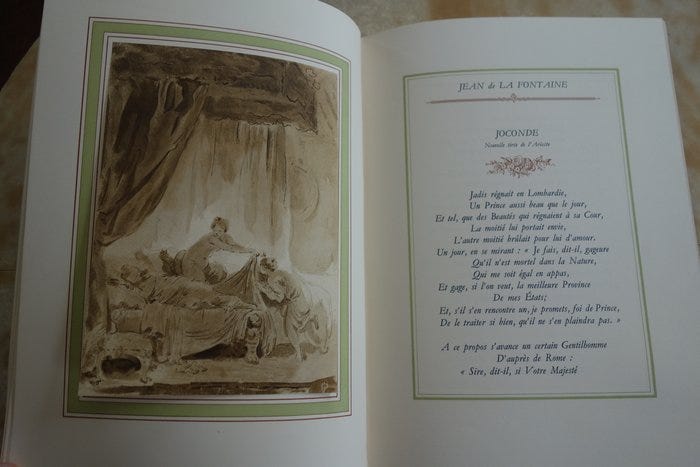 JEAN de LA FONTAINE
JOCONDE
Nouvelle tirée de l'Arioste
Jadis régnait en Lombardie,
Un Prince aussi beau que le jour,
Et tel, que des Beautés qui régnaient à sa Cour,
La moitié lui portait envie,
L'autre moitié brûlait pour lui d'amour.
Un jour, en se mirant : « Je fais, dit-il, gageure
Qu'il n'est mortel dans la Nature,
Qui me soit égal en appas,
Et gage, si l'on veut, la meilleure Province
De mes États;
Et, s'il s'en rencontre un, je promets, foi de Prince,
De le traiter si bien, qu'il ne s'en plaindra pas. »
A ce propos s'avance un certain Gentilhomme
D'auprès de Rome :
« Sire, dit-il, si Votre Majesté